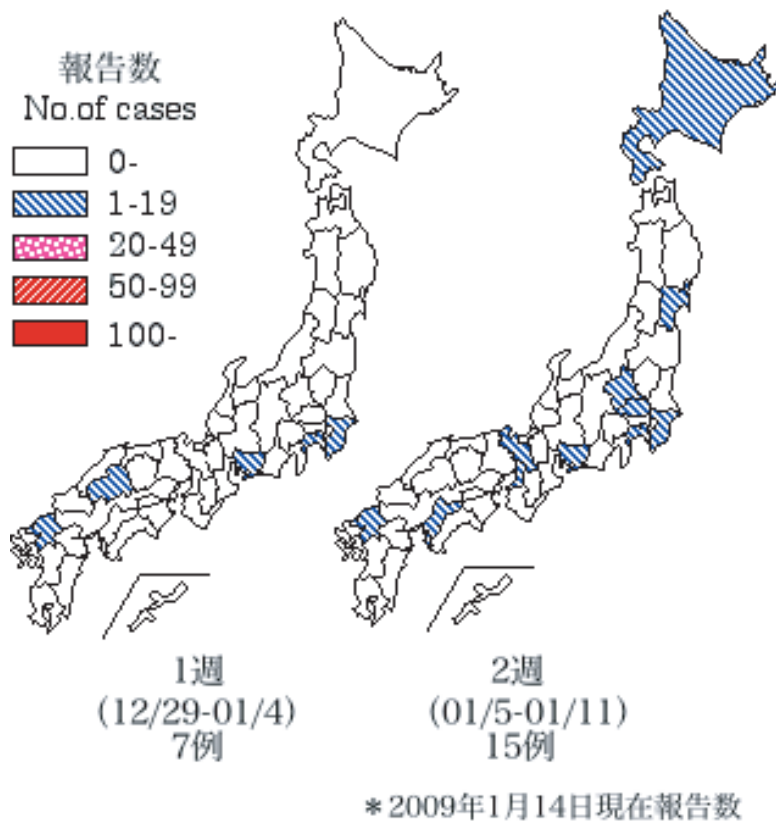 報告数
No.of cases
0-
1-19
20-49
50-99
100-
1週
(12/29-01/4)
7例
2週
(01/5-01/11)
15例
*2009年1月14日現在報告数